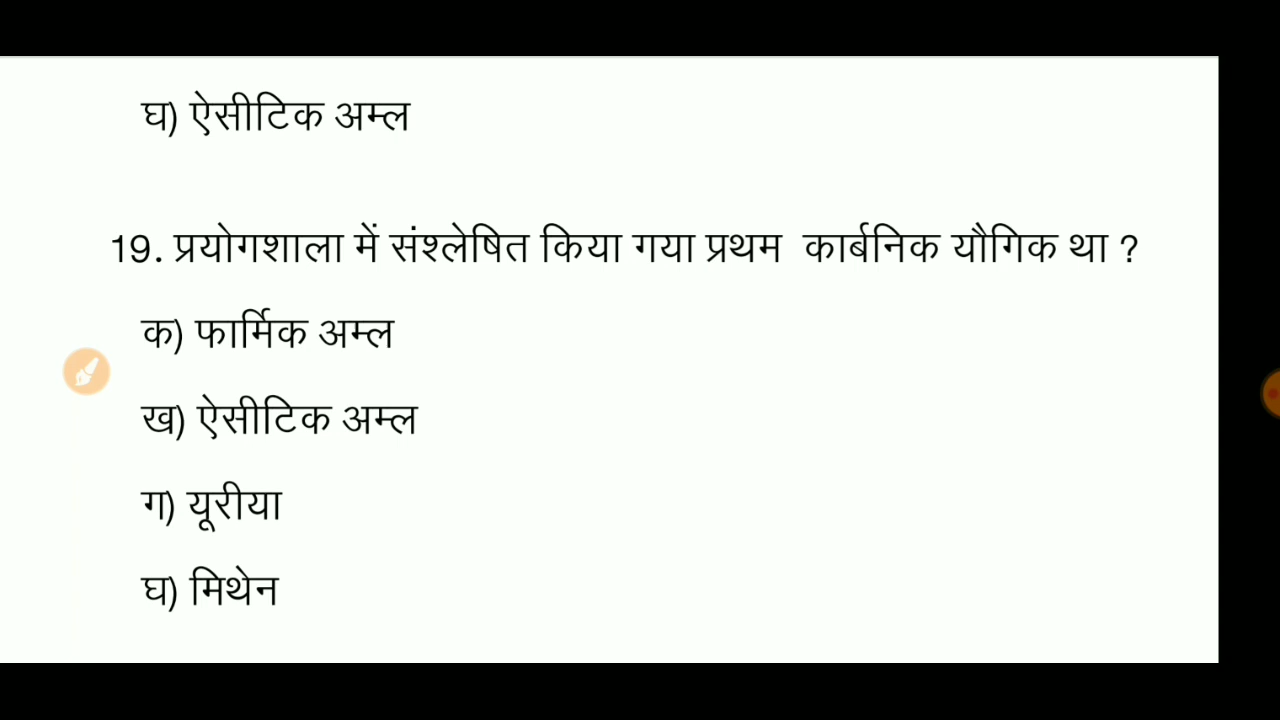 घ) ऐसीटिक अम्ल
19. प्रयोगशाला में संश्लेषित किया गया प्रथम कार्बनिक यौगिक था ?
क) फार्मिक अम्ल
ख) ऐसीटिक अम्ल
ग) यूरीया
घ) मिथेन